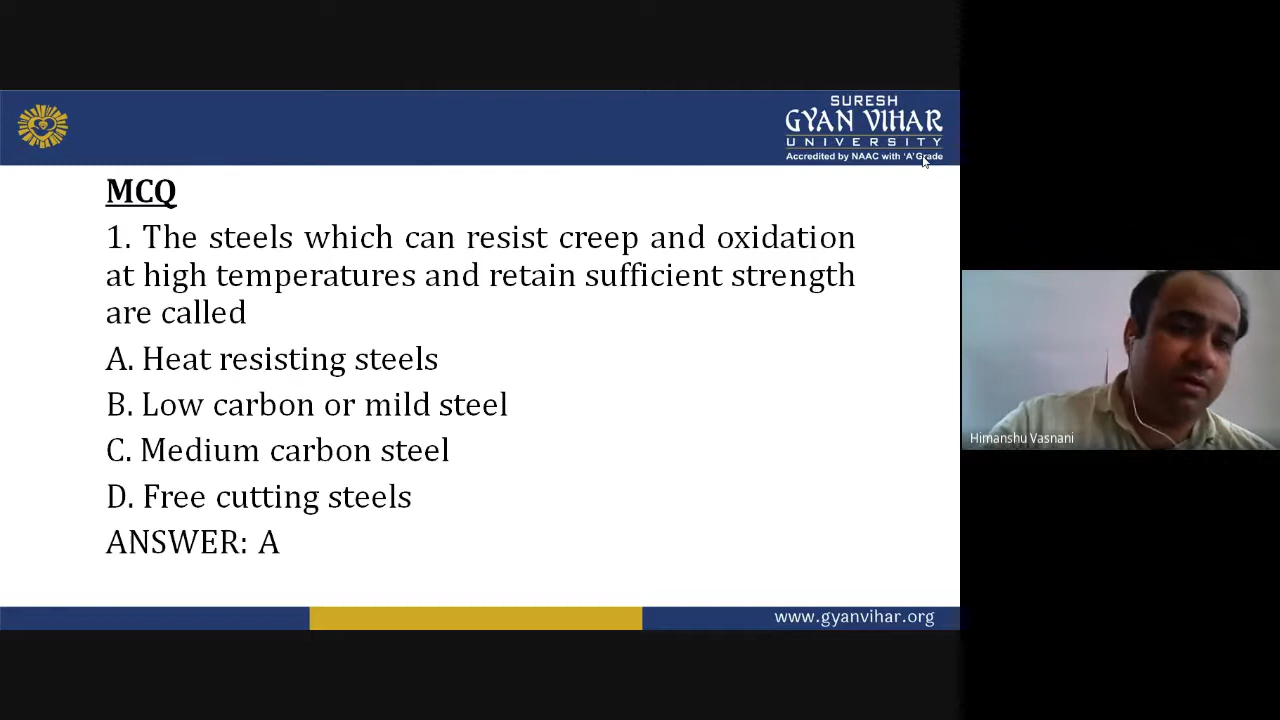 SURESH
GYAN VIHAR
UNIVERSITY
Accredited by NAAC with 'A' Grade
MCQ
1. The steels which can resist creep and oxidation
at high temperatures and retain sufficient strength
are called
A. Heat resisting steels
B. Low carbon or mild steel
C. Medium carbon steel
D. Free cutting steels
ANSWER: A
www.gyanvihar.org
Himanshu Vasnani